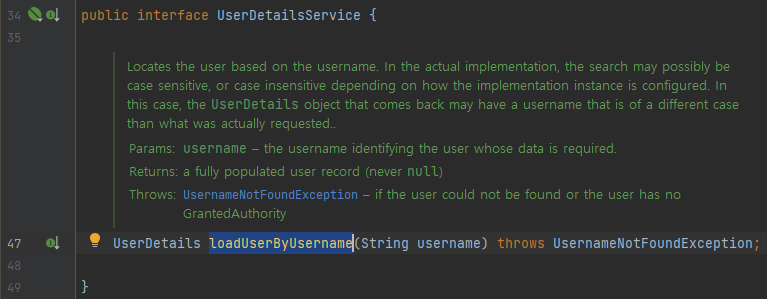 34 public interface UserDetailsService {
35
Locates the user based on the username. In the actual implementation, the search may possibly be
case sensitive, or case insensitive depending on how the implementation instance is configured. In
this case, the UserDetails object that comes back may have a username that is of a different case
than what was actually requested..
Params: username – the username identifying the user whose data is required.
Returns: a fully populated user record (never null)
Throws: UsernameNotFoundException – if the user could not be found or the user has no
GrantedAuthority
47 UserDetails loadUserByUsername(String username) throws UsernameNotFoundException;
48
49 }